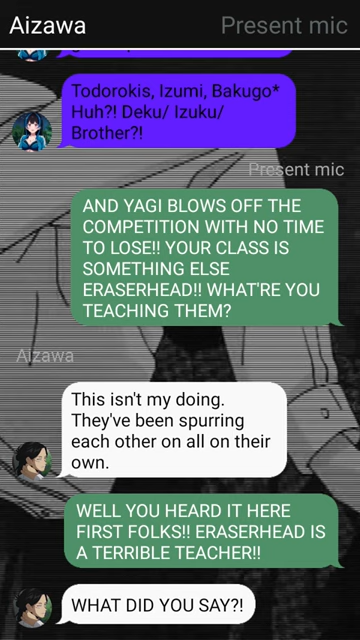 Aizawa
Present mic
Todorokis, Izumi, Bakugo*
Huh?! Deku/ Izuku/
Brother?!
Present mic
AND YAGI BLOWS OFF THE
COMPETITION WITH NO TIME
TO LOSE!! YOUR CLASS IS
SOMETHING ELSE
ERASERHEAD!! WHAT'RE YOU
TEACHING THEM?
Aizawa
This isn't my doing.
They've been spurring
each other on all on their
own.
WELL YOU HEARD IT HERE
FIRST FOLKS!! ERASERHEAD IS
A TERRIBLE TEACHER!!
WHAT DID YOU SAY?!